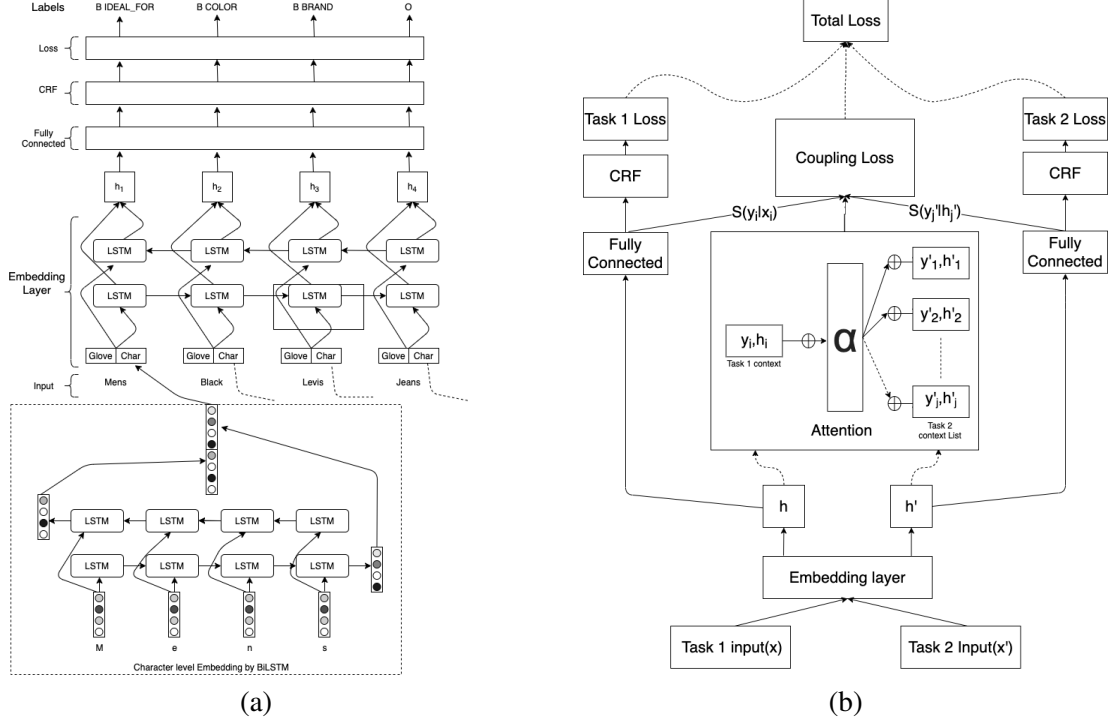 Labels B IDEAL_FOR B COLOR B BRAND O
Loss
CRF
Fully
Connected
h1 h2 h3 h4
LSTM LSTM LSTM LSTM
Embedding
Layer
LSTM LSTM LSTM LSTM
Glove Char Glove Char Glove Char Glove Char
Input Mens Black Levis Jeans
LSTM LSTM LSTM LSTM
LSTM LSTM LSTM LSTM
M e n s
Character level Embedding by BiLSTM
(a)
Total Loss
Task 1 Loss Task 2 Loss
Coupling Loss
CRF CRF
S(yi|xi) S(yj'|hj')
Fully
Connected
Fully
Connected
y'1,h'1
y'2,h'2
yi,hi
α
Task 1 context
y'j,h'j
Attention
Task 2
context List
h h'
Embedding layer
Task 1 input(x) Task 2 Input(x')
(b)